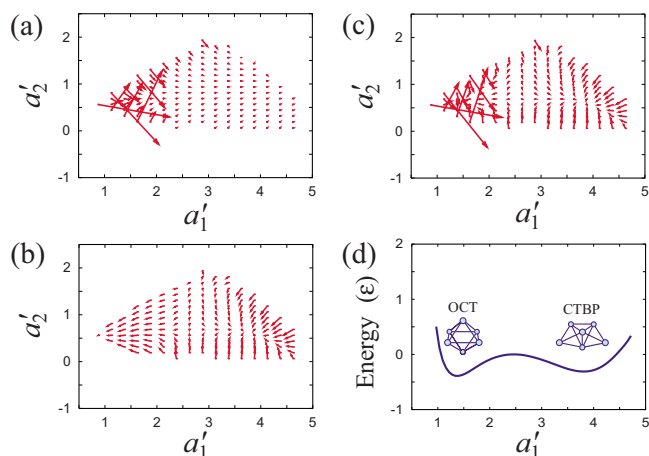 (a)
2
1
0
-1
a′₂
1 2 3 4 5
a′₁
(c)
2
1
0
-1
a′₂
1 2 3 4 5
a′₁
(b)
2
1
0
-1
a′₂
1 2 3 4 5
a′₁
(d)
2
1
0
-1
Energy (ε)
OCT CTBP
1 2 3 4 5
a′₁